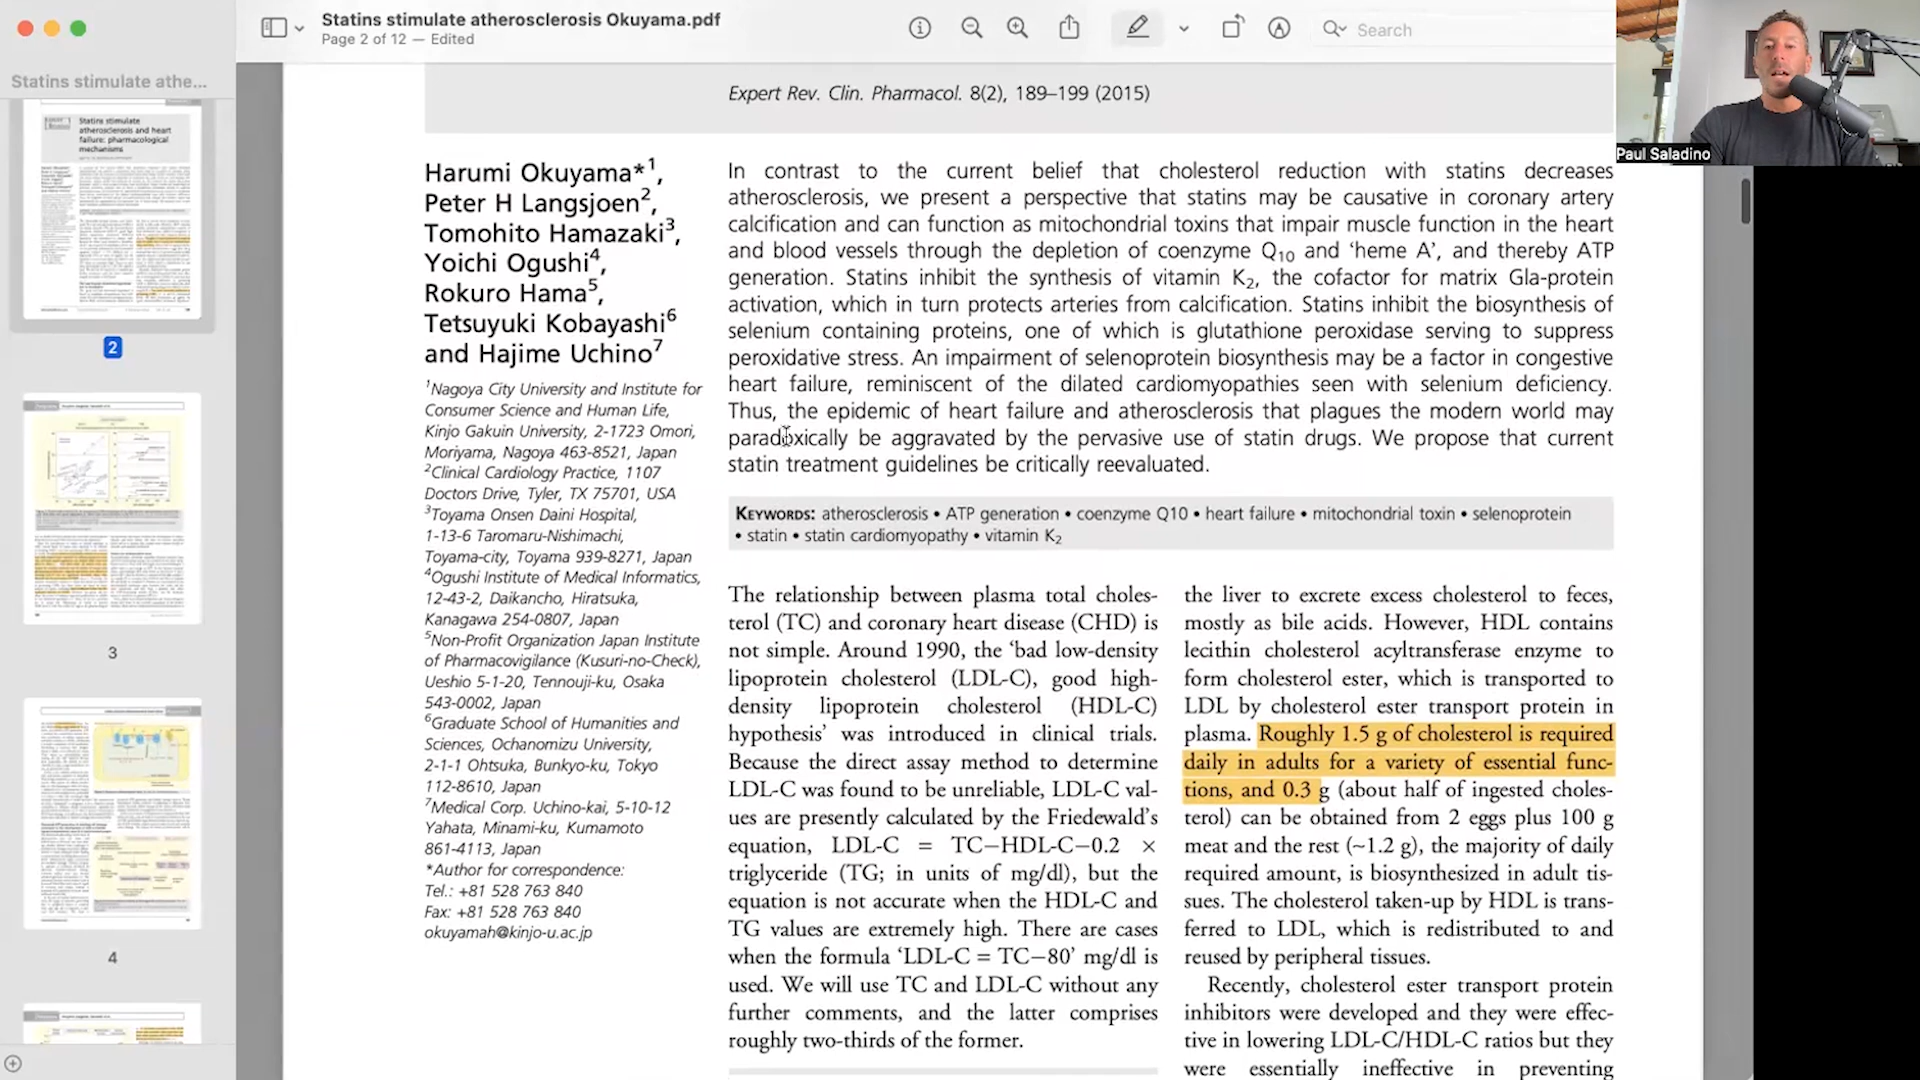 Statins stimulate atherosclerosis Okuyama.pdf
Page 2 of 12 — Edited
Search
Statins stimulate athe...
Statins stimulate
atherosclerosis and heart
failure: pharmacological
mechanisms
2
3
4
Paul Saladino
Expert Rev. Clin. Pharmacol. 8(2), 189–199 (2015)
Harumi Okuyama*1,
Peter H Langsjoen2,
Tomohito Hamazaki3,
Yoichi Ogushi4,
Rokuro Hama5,
Tetsuyuki Kobayashi6
and Hajime Uchino7
1Nagoya City University and Institute for
Consumer Science and Human Life,
Kinjo Gakuin University, 2-1723 Omori,
Moriyama, Nagoya 463-8521, Japan
2Clinical Cardiology Practice, 1107
Doctors Drive, Tyler, TX 75701, USA
3Toyama Onsen Daini Hospital,
1-13-6 Taromaru-Nishimachi,
Toyama-city, Toyama 939-8271, Japan
4Ogushi Institute of Medical Informatics,
12-43-2, Daikancho, Hiratsuka,
Kanagawa 254-0807, Japan
5Non-Profit Organization Japan Institute
of Pharmacovigilance (Kusuri-no-Check),
Ueshio 5-1-20, Tennouji-ku, Osaka
543-0002, Japan
6Graduate School of Humanities and
Sciences, Ochanomizu University,
2-1-1 Ohtsuka, Bunkyo-ku, Tokyo
112-8610, Japan
7Medical Corp. Uchino-kai, 5-10-12
Yahata, Minami-ku, Kumamoto
861-4113, Japan
*Author for correspondence:
Tel.: +81 528 763 840
Fax: +81 528 763 840
okuyamah@kinjo-u.ac.jp
In contrast to the current belief that cholesterol reduction with statins decreases
atherosclerosis, we present a perspective that statins may be causative in coronary artery
calcification and can function as mitochondrial toxins that impair muscle function in the heart
and blood vessels through the depletion of coenzyme Q10 and ‘heme A’, and thereby ATP
generation. Statins inhibit the synthesis of vitamin K2, the cofactor for matrix Gla-protein
activation, which in turn protects arteries from calcification. Statins inhibit the biosynthesis of
selenium containing proteins, one of which is glutathione peroxidase serving to suppress
peroxidative stress. An impairment of selenoprotein biosynthesis may be a factor in congestive
heart failure, reminiscent of the dilated cardiomyopathies seen with selenium deficiency.
Thus, the epidemic of heart failure and atherosclerosis that plagues the modern world may
paradoxically be aggravated by the pervasive use of statin drugs. We propose that current
statin treatment guidelines be critically reevaluated.
KEYWORDS: atherosclerosis • ATP generation • coenzyme Q10 • heart failure • mitochondrial toxin • selenoprotein
• statin • statin cardiomyopathy • vitamin K2
The relationship between plasma total choles-
terol (TC) and coronary heart disease (CHD) is
not simple. Around 1990, the ‘bad low-density
lipoprotein cholesterol (LDL-C), good high-
density lipoprotein cholesterol (HDL-C)
hypothesis’ was introduced in clinical trials.
Because the direct assay method to determine
LDL-C was found to be unreliable, LDL-C val-
ues are presently calculated by the Friedewald’s
equation, LDL-C = TC−HDL-C−0.2 ×
triglyceride (TG; in units of mg/dl), but the
equation is not accurate when the HDL-C and
TG values are extremely high. There are cases
when the formula ‘LDL-C = TC−80’ mg/dl is
used. We will use TC and LDL-C without any
further comments, and the latter comprises
roughly two-thirds of the former.
the liver to excrete excess cholesterol to feces,
mostly as bile acids. However, HDL contains
lecithin cholesterol acyltransferase enzyme to
form cholesterol ester, which is transported to
LDL by cholesterol ester transport protein in
plasma. Roughly 1.5 g of cholesterol is required
daily in adults for a variety of essential func-
tions, and 0.3 g (about half of ingested choles-
terol) can be obtained from 2 eggs plus 100 g
meat and the rest (~1.2 g), the majority of daily
required amount, is biosynthesized in adult tis-
sues. The cholesterol taken-up by HDL is trans-
ferred to LDL, which is redistributed to and
reused by peripheral tissues.
Recently, cholesterol ester transport protein
inhibitors were developed and they were effec-
tive in lowering LDL-C/HDL-C ratios but they
were essentially ineffective in preventing